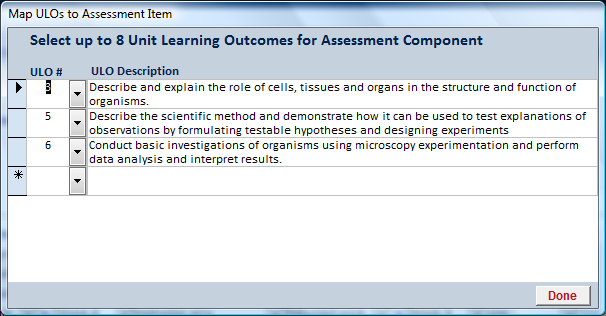 Map ULOs to Assessment Item
Select up to 8 Unit Learning Outcomes for Assessment Component
ULO # ULO Description
3 Describe and explain the role of cells, tissues and organs in the structure and function of
organisms.
5 Describe the scientific method and demonstrate how it can be used to test explanations of
observations by formulating testable hypotheses and designing experiments
6 Conduct basic investigations of organisms using microscopy experimentation and perform
data analysis and interpret results.
Done